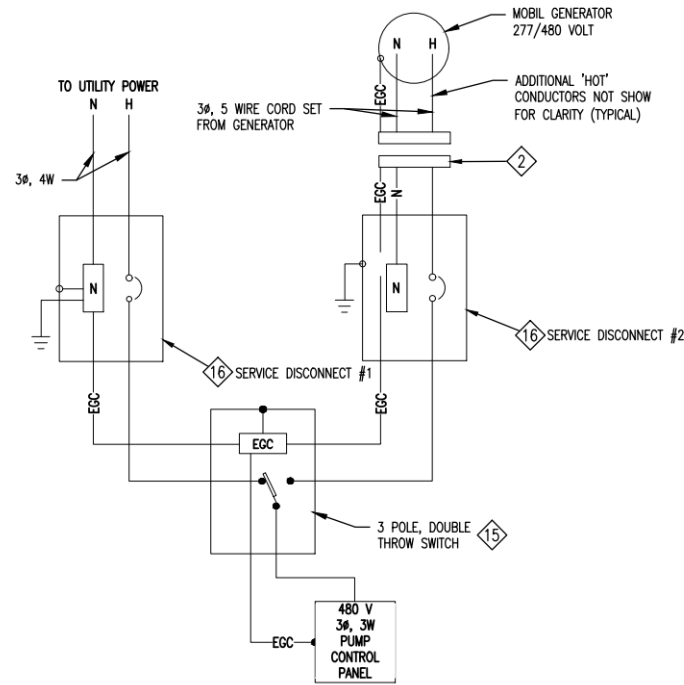 MOBIL GENERATOR
277/480 VOLT
N H
EGC
ADDITIONAL 'HOT'
CONDUCTORS NOT SHOW
FOR CLARITY (TYPICAL)
3ø, 5 WIRE CORD SET
FROM GENERATOR
TO UTILITY POWER
N H
3ø, 4W
2
EGC
N
N
N
16 SERVICE DISCONNECT #1
16 SERVICE DISCONNECT #2
EGC
EGC
EGC
3 POLE, DOUBLE
THROW SWITCH
15
EGC
480 V
3ø, 3W
PUMP
CONTROL
PANEL